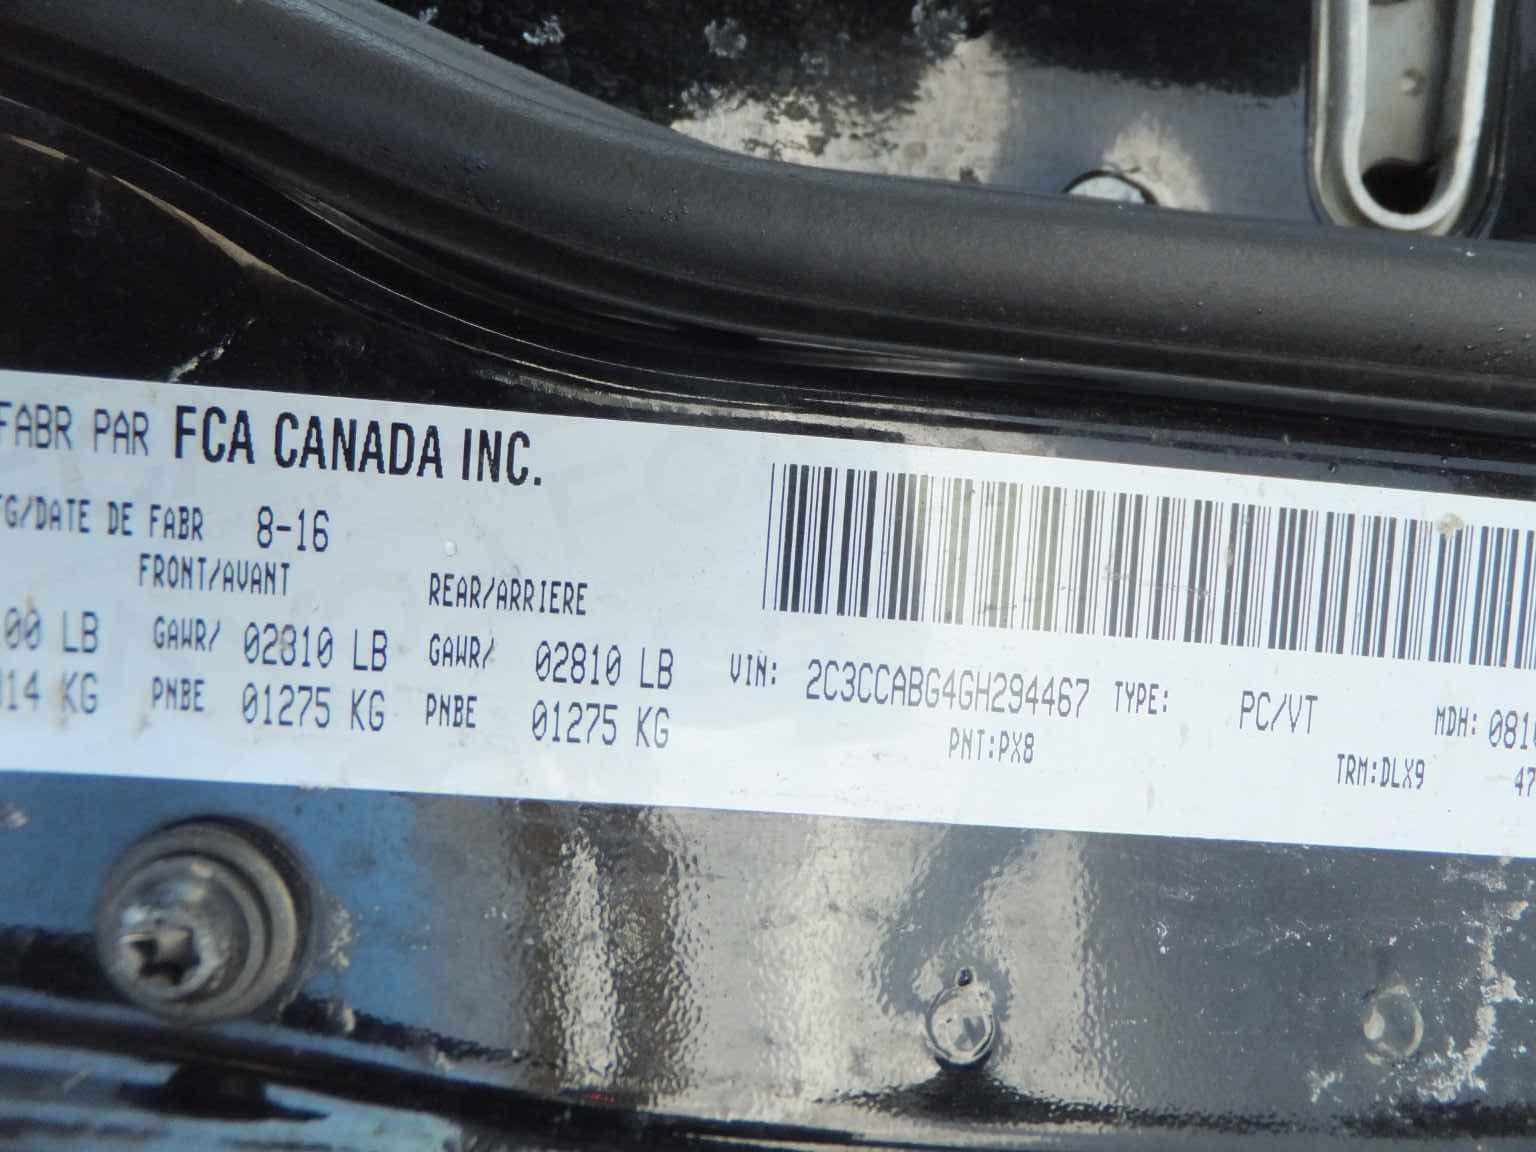 FABR PAR FCA CANADA INC.
FG/DATE DE FABR 8-16
FRONT/AVANT REAR/ARRIERE
00 LB GAWR/ 02810 LB GAWR/ 02810 LB
014 KG PNBE 01275 KG PNBE 01275 KG
VIN: 2C3CCABG4GH294467 TYPE: PC/VT MDH: 081
PNT:PX8 TRM:DLX9 47